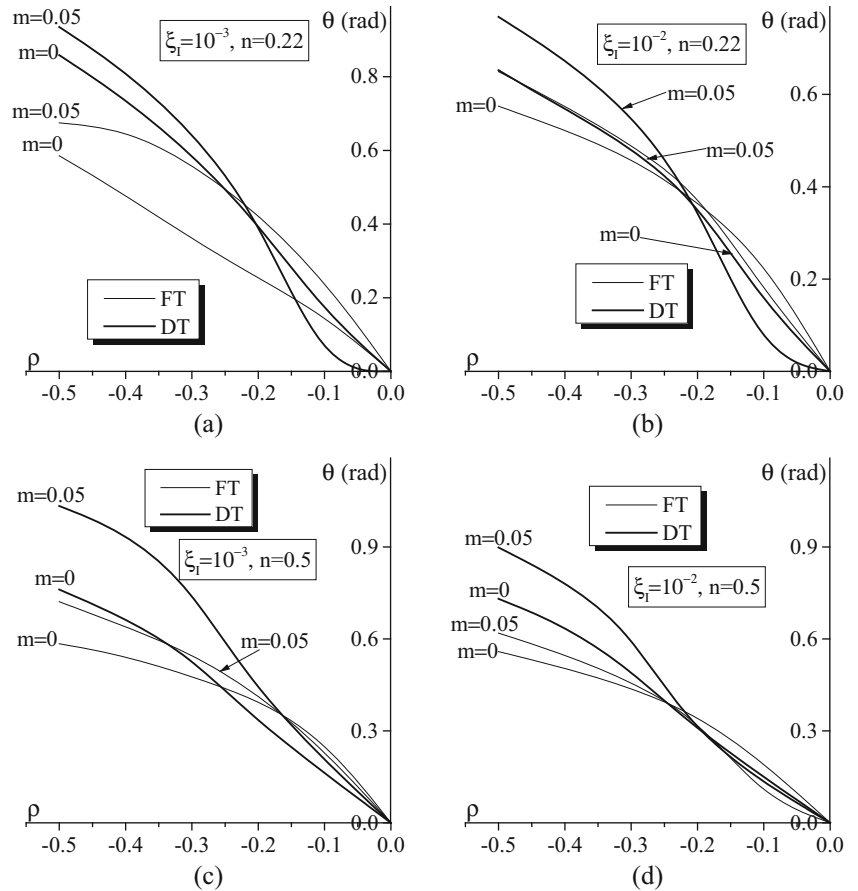 θ (rad)
m=0.05
ξ_I=10⁻³, n=0.22
m=0
0.8
m=0.05
0.6
m=0
0.4
FT
DT
0.2
ρ
0.0
-0.5 -0.4 -0.3 -0.2 -0.1 0.0
(a)
θ (rad)
ξ_I=10⁻², n=0.22
m=0.05
0.6
m=0
m=0.05
0.4
m=0
FT
DT
0.2
ρ
0.0
-0.5 -0.4 -0.3 -0.2 -0.1 0.0
(b)
θ (rad)
m=0.05
FT
DT
ξ_I=10⁻³, n=0.5
0.9
m=0
m=0
m=0.05
0.6
0.3
ρ
0.0
-0.5 -0.4 -0.3 -0.2 -0.1 0.0
(c)
θ (rad)
FT
DT
m=0.05
0.9
ξ_I=10⁻², n=0.5
m=0
m=0.05
0.6
m=0
0.3
ρ
0.0
-0.5 -0.4 -0.3 -0.2 -0.1 0.0
(d)